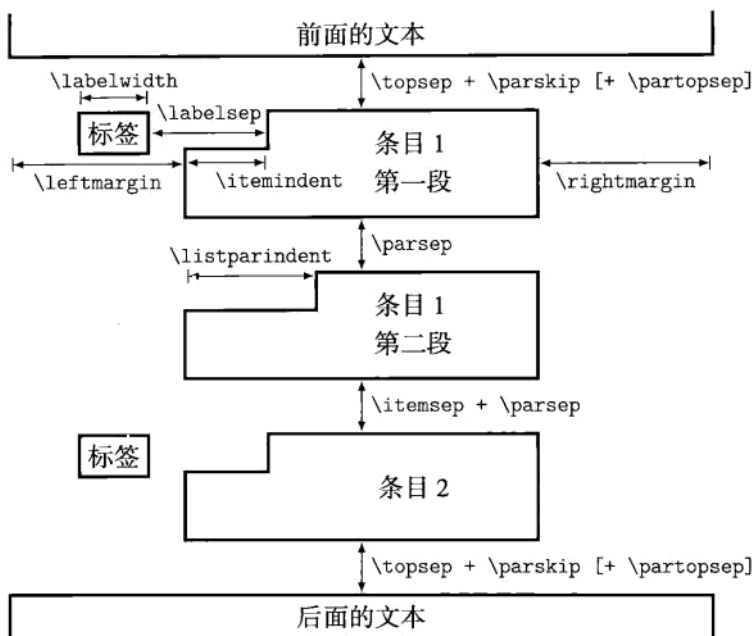 前面的文本
\labelwidth
\topsep + \parskip [+ \partopsep]
\labelsep
标签
条目 1
第一段
\leftmargin
\itemindent
\rightmargin
\parsep
\listparindent
条目 1
第二段
\itemsep + \parsep
标签
条目 2
\topsep + \parskip [+ \partopsep]
后面的文本